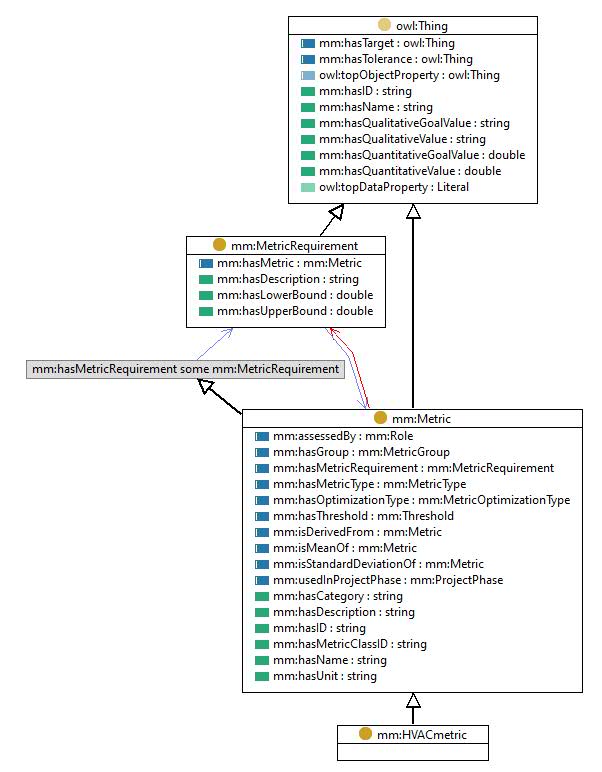 owl:Thing
mm:hasTarget : owl:Thing
mm:hasTolerance : owl:Thing
owl:topObjectProperty : owl:Thing
mm:hasID : string
mm:hasName : string
mm:hasQualitativeGoalValue : string
mm:hasQualitativeValue : string
mm:hasQuantitativeGoalValue : double
mm:hasQuantitativeValue : double
owl:topDataProperty : Literal
mm:MetricRequirement
mm:hasMetric : mm:Metric
mm:hasDescription : string
mm:hasLowerBound : double
mm:hasUpperBound : double
mm:hasMetricRequirement some mm:MetricRequirement
mm:Metric
mm:assessedBy : mm:Role
mm:hasGroup : mm:MetricGroup
mm:hasMetricRequirement : mm:MetricRequirement
mm:hasMetricType : mm:MetricType
mm:hasOptimizationType : mm:MetricOptimizationType
mm:hasThreshold : mm:Threshold
mm:isDerivedFrom : mm:Metric
mm:isMeanOf : mm:Metric
mm:isStandardDeviationOf : mm:Metric
mm:usedInProjectPhase : mm:ProjectPhase
mm:hasCategory : string
mm:hasDescription : string
mm:hasID : string
mm:hasMetricClassID : string
mm:hasName : string
mm:hasUnit : string
mm:HVACmetric